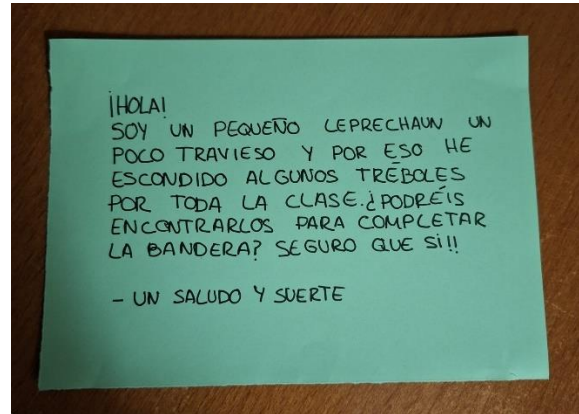 ¡HOLA!
SOY UN PEQUEÑO LEPRECHAUN UN
POCO TRAVIESO Y POR ESO HE
ESCONDIDO ALGUNOS TRÉBOLES
POR TODA LA CLASE.¿PODRÉIS
ENCONTRARLOS PARA COMPLETAR
LA BANDERA? SEGURO QUE SÍ!!
- UN SALUDO Y SUERTE